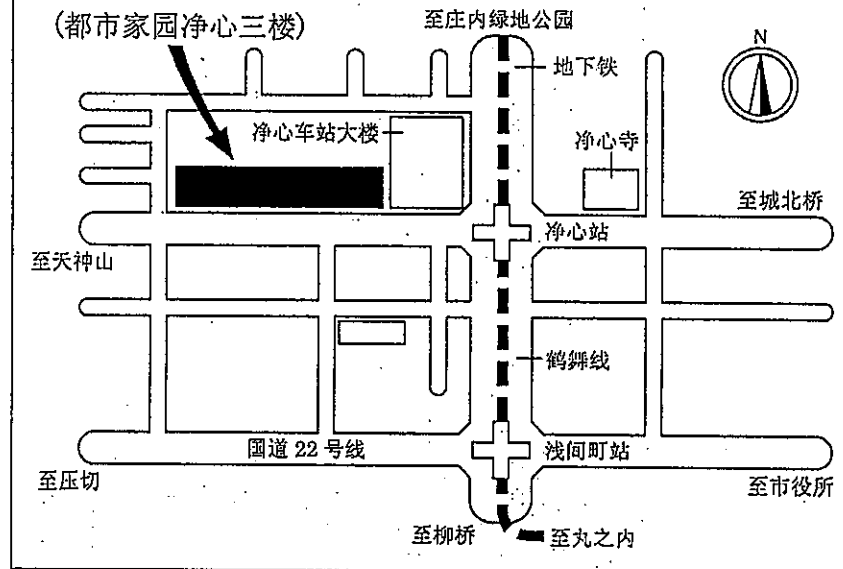 (都市家园净心三楼)
至庄内绿地公园
地下铁
N
净心车站大楼
净心寺
至城北桥
净心站
至天神山
鹤舞线
国道22号线
浅间町站
至压切
至市役所
至柳桥
至丸之内